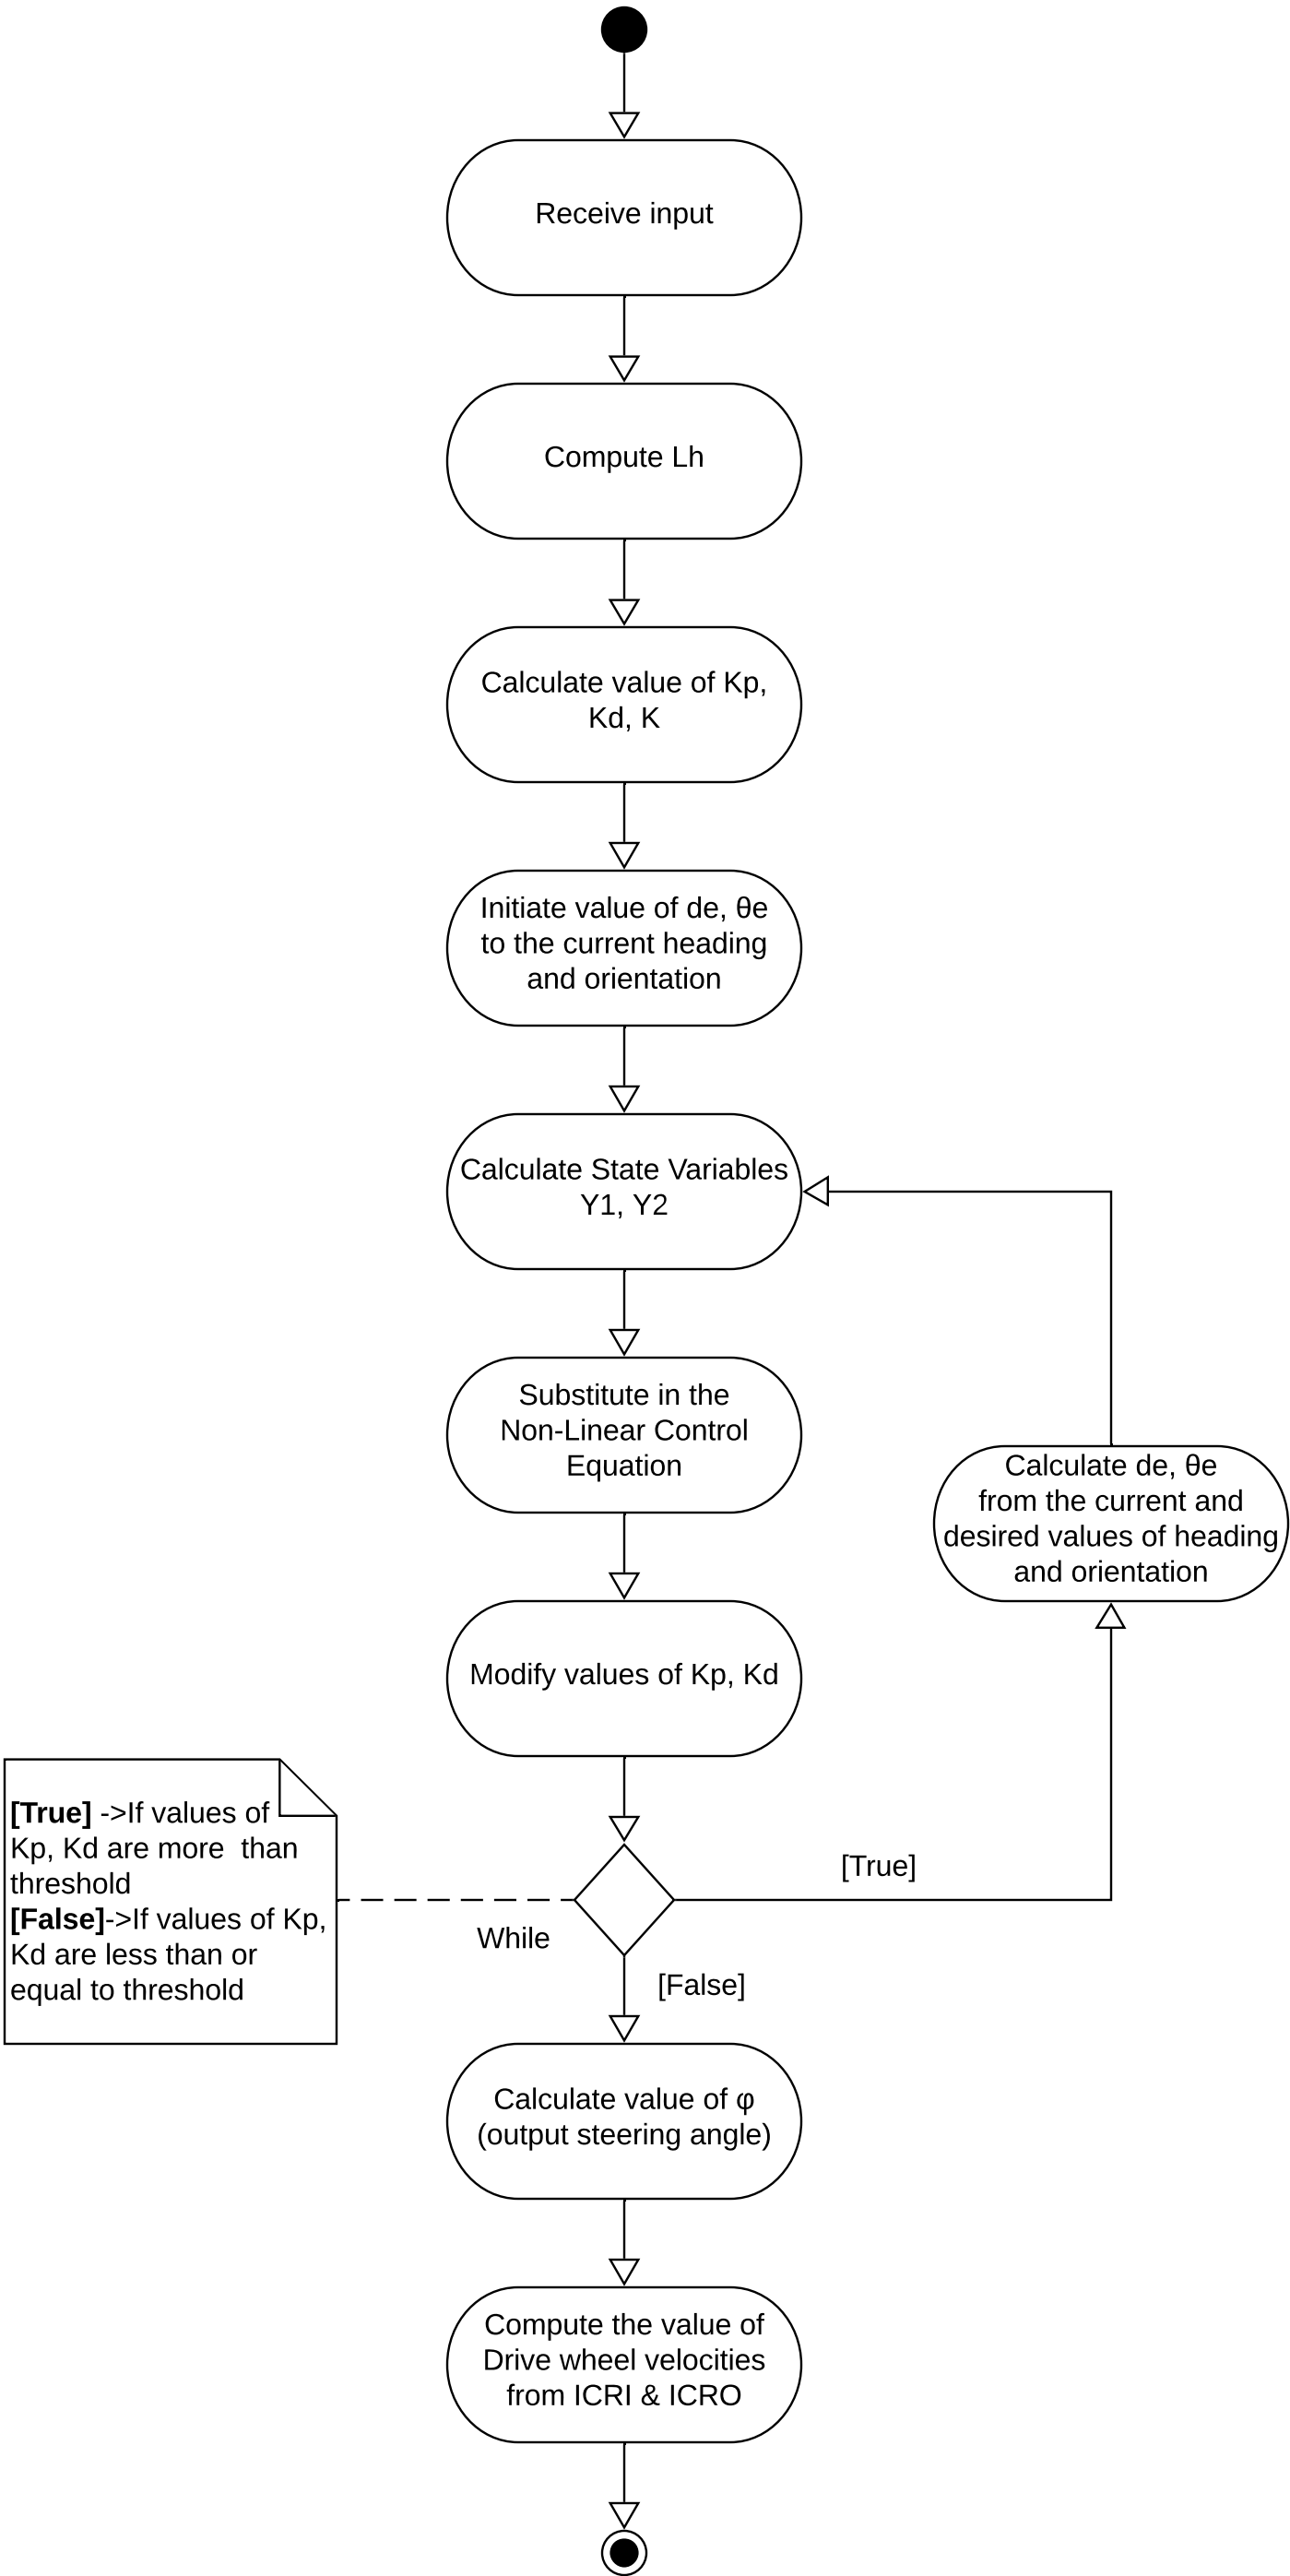 Receive input
Compute Lh
Calculate value of Kp,
Kd, K
Initiate value of de, θe
to the current heading
and orientation
Calculate State Variables
Y1, Y2
Substitute in the
Non-Linear Control
Equation
Calculate de, θe
from the current and
desired values of heading
and orientation
Modify values of Kp, Kd
[True] ->If values of
Kp, Kd are more  than
threshold
[False]->If values of Kp,
Kd are less than or
equal to threshold
While
[True]
[False]
Calculate value of φ
(output steering angle)
Compute the value of
Drive wheel velocities
from ICRI & ICRO